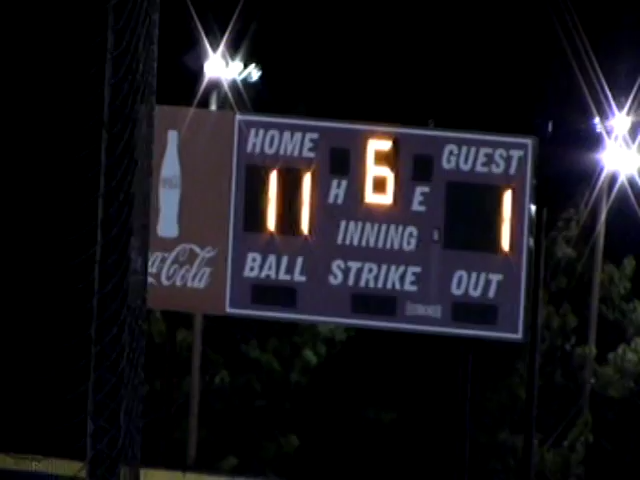 HOME 6 GUEST
11 H E 1
INNING
BALL STRIKE OUT
Coca-Cola